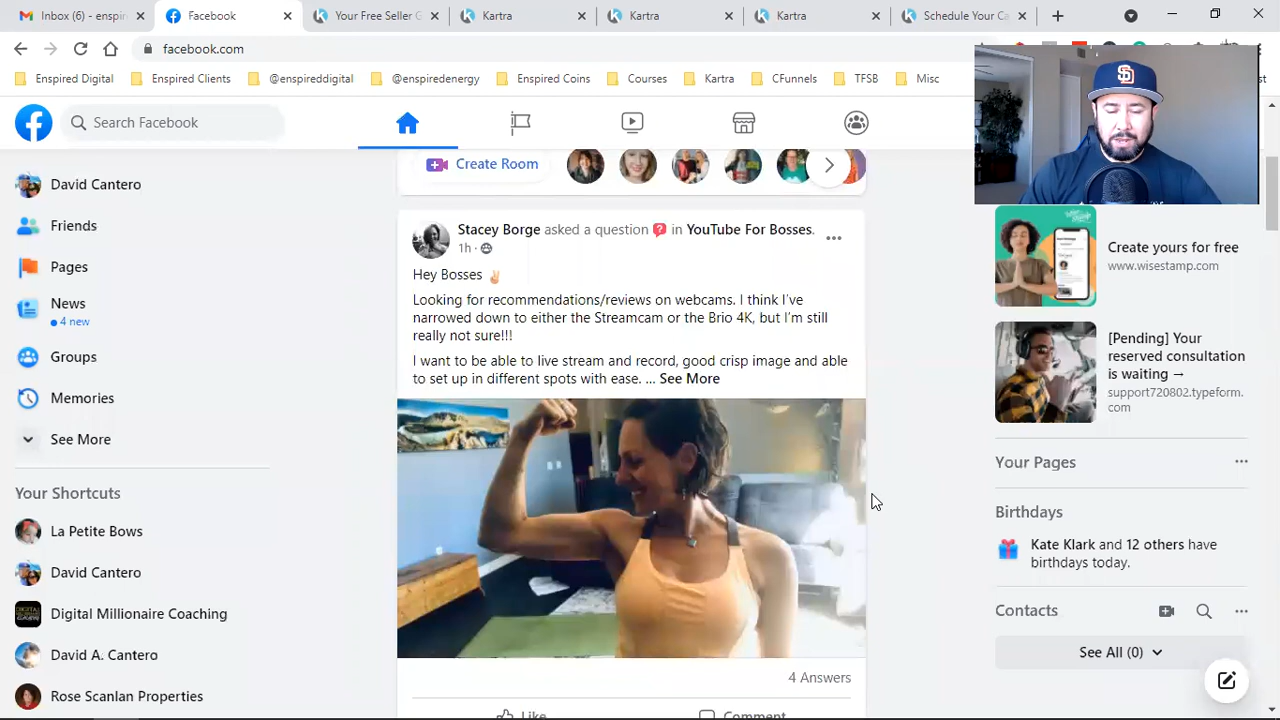 Inbox (6) - enspir
Facebook
Your Free Seller G
Kartra
Kartra
Kartra
Schedule Your Ca
facebook.com
Enspired Digital
Enspired Clients
@enspireddigital
@enspiredenergy
Enspired Coins
Courses
Kartra
CFunnels
TFSB
Misc
Search Facebook
David Cantero
Friends
Pages
News
4 new
Groups
Memories
See More
Your Shortcuts
La Petite Bows
David Cantero
Digital Millionaire Coaching
David A. Cantero
Rose Scanlan Properties
Create Room
Stacey Borge asked a question in YouTube For Bosses.
1h ·
Hey Bosses ✌🏻
Looking for recommendations/reviews on webcams. I think I've
narrowed down to either the Streamcam or the Brio 4K, but I'm still
really not sure!!!
I want to be able to live stream and record, good crisp image and able
to set up in different spots with ease. ... See More
4 Answers
Like
Comment
SD
Create yours for free
www.wisestamp.com
[Pending] Your
reserved consultation
is waiting →
support720802.typeform.
com
Your Pages
Birthdays
Kate Klark and 12 others have
birthdays today.
Contacts
See All (0)